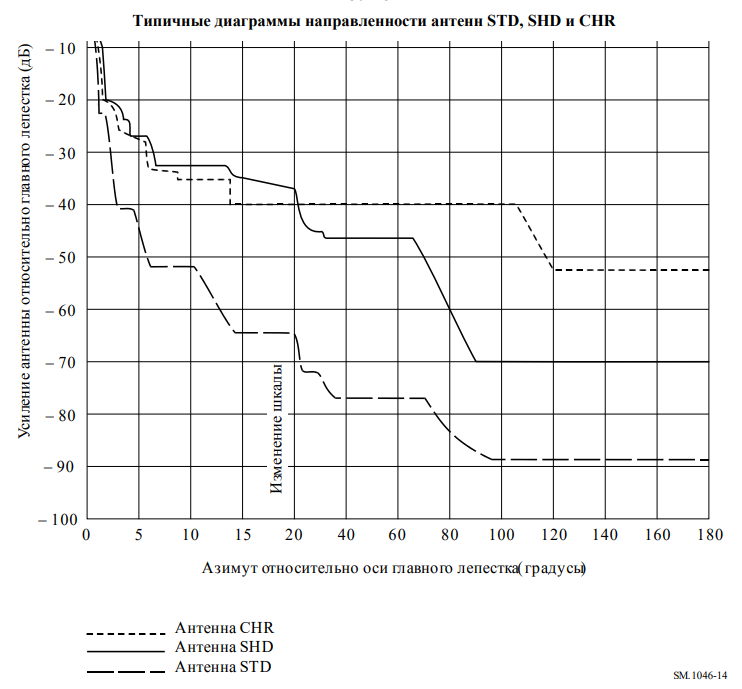 Типичные диаграммы направленности антенн STD, SHD и CHR
Усиление антенны относительно главного лепестка (дБ)
– 10
– 20
– 30
– 40
– 50
– 60
– 70
– 80
– 90
– 100
Изменение шкалы
0 5 10 15 20 40 60 80 100 120 140 160 180
Азимут относительно оси главного лепестка (градусы)
Антенна CHR
Антенна SHD
Антенна STD
SM.1046-14